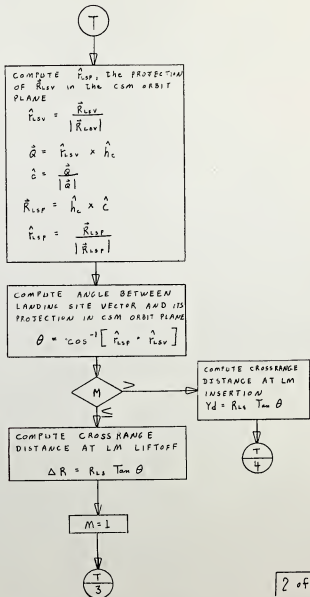 T
COMPUTE r̂LSP, the PROJECTION
OF R⃗LSV IN the CSM ORBIT
PLANE
r̂LSV = R⃗LSV / |R⃗LSV|
Q⃗ = r̂LSV × ĥc
ĉ = Q⃗ / |Q⃗|
R⃗LSP = ĥc × ĉ
r̂LSP = R⃗LSP / |R⃗LSP|
COMPUTE ANGLE BETWEEN
LANDING SITE VECTOR AND ITS
PROJECTION IN CSM ORBIT PLANE
θ = cos⁻¹[ r̂LSP · r̂LSV ]
M
>
≤
COMPUTE CROSSRANGE
DISTANCE AT LM
INSERTION
Yd = RLS Tan θ
T
4
COMPUTE CROSSRANGE
DISTANCE AT LM LIFTOFF
ΔR = RLS Tan θ
M=1
T
3
2 of